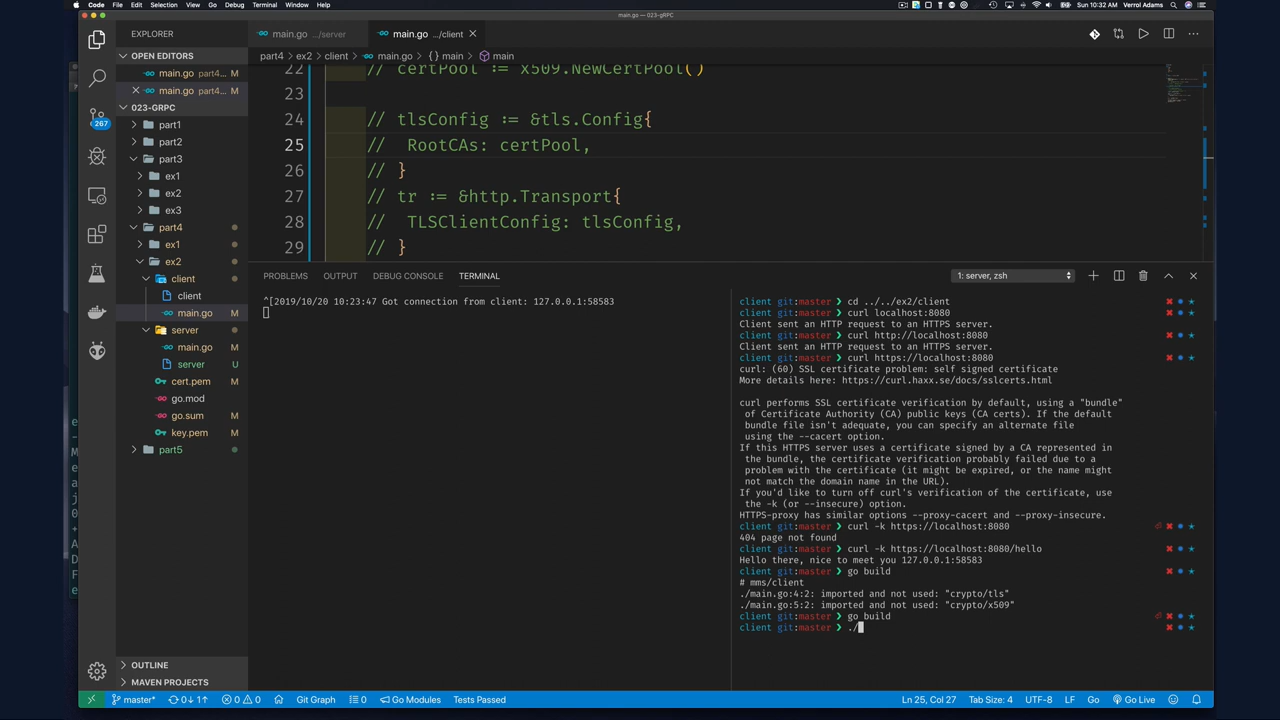 Code File Edit Selection View Go Debug Terminal Window Help
Sun 10:32 AM Verrol Adams
main.go — 023-gRPC
EXPLORER
main.go .../server
main.go .../client
OPEN EDITORS
main.go part4... M
main.go part4... M
023-GRPC
part1
part2
part3
ex1
ex2
ex3
part4
ex1
ex2
client
client
main.go M
server
main.go M
server U
cert.pem M
go.mod
go.sum M
key.pem M
part5
OUTLINE
MAVEN PROJECTS
267
part4 > ex2 > client > main.go > {} main > main
22 // certPool := x509.NewCertPool()
23
24 // tlsConfig := &tls.Config{
25 // RootCAs: certPool,
26 // }
27 // tr := &http.Transport{
28 // TLSClientConfig: tlsConfig,
29 // }
PROBLEMS OUTPUT DEBUG CONSOLE TERMINAL
1: server, zsh
^[2019/10/20 10:23:47 Got connection from client: 127.0.0.1:58583
client git:master ❯ cd ../../ex2/client
client git:master ❯ curl localhost:8080
Client sent an HTTP request to an HTTPS server.
client git:master ❯ curl http://localhost:8080
Client sent an HTTP request to an HTTPS server.
client git:master ❯ curl https://localhost:8080
curl: (60) SSL certificate problem: self signed certificate
More details here: https://curl.haxx.se/docs/sslcerts.html
curl performs SSL certificate verification by default, using a "bundle"
of Certificate Authority (CA) public keys (CA certs). If the default
bundle file isn't adequate, you can specify an alternate file
using the --cacert option.
If this HTTPS server uses a certificate signed by a CA represented in
the bundle, the certificate verification probably failed due to a
problem with the certificate (it might be expired, or the name might
not match the domain name in the URL).
If you'd like to turn off curl's verification of the certificate, use
the -k (or --insecure) option.
HTTPS-proxy has similar options --proxy-cacert and --proxy-insecure.
client git:master ❯ curl -k https://localhost:8080
404 page not found
client git:master ❯ curl -k https://localhost:8080/hello
Hello there, nice to meet you 127.0.0.1:58583
client git:master ❯ go build
# mms/client
./main.go:4:2: imported and not used: "crypto/tls"
./main.go:5:2: imported and not used: "crypto/x509"
client git:master ❯ go build
client git:master ❯ ./
master* 0↓ 1↑ 0 0 Git Graph 0 Go Modules Tests Passed
Ln 25, Col 27 Tab Size: 4 UTF-8 LF Go Go Live